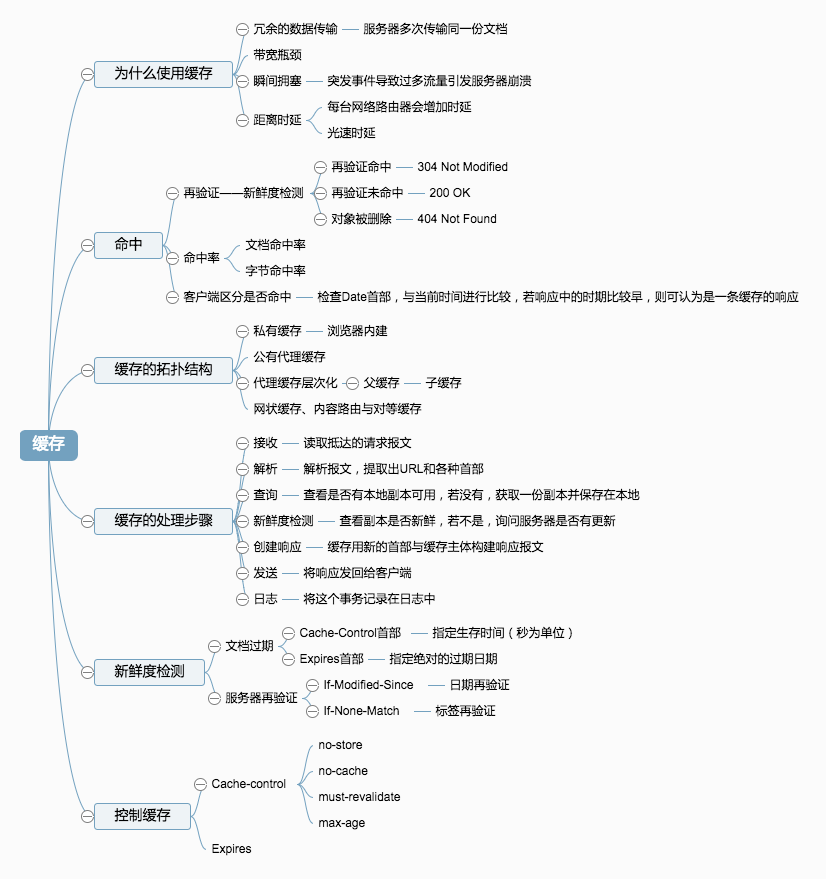 缓存
为什么使用缓存
冗余的数据传输 服务器多次传输同一份文档
带宽瓶颈
瞬间拥塞 突发事件导致过多流量引发服务器崩溃
距离时延
每台网络路由器会增加时延
光速时延
命中
再验证——新鲜度检测
再验证命中 304 Not Modified
再验证未命中 200 OK
对象被删除 404 Not Found
命中率
文档命中率
字节命中率
客户端区分是否命中 检查Date首部，与当前时间进行比较，若响应中的时期比较早，则可认为是一条缓存的响应
缓存的拓扑结构
私有缓存 浏览器内建
公有代理缓存
代理缓存层次化 父缓存 子缓存
网状缓存、内容路由与对等缓存
缓存的处理步骤
接收 读取抵达的请求报文
解析 解析报文，提取出URL和各种首部
查询 查看是否有本地副本可用，若没有，获取一份副本并保存在本地
新鲜度检测 查看副本是否新鲜，若不是，询问服务器是否有更新
创建响应 缓存用新的首部与缓存主体构建响应报文
发送 将响应发回给客户端
日志 将这个事务记录在日志中
新鲜度检测
文档过期
Cache-Control首部 指定生存时间（秒为单位）
Expires首部 指定绝对的过期日期
服务器再验证
If-Modified-Since 日期再验证
If-None-Match 标签再验证
控制缓存
Cache-control
no-store
no-cache
must-revalidate
max-age
Expires